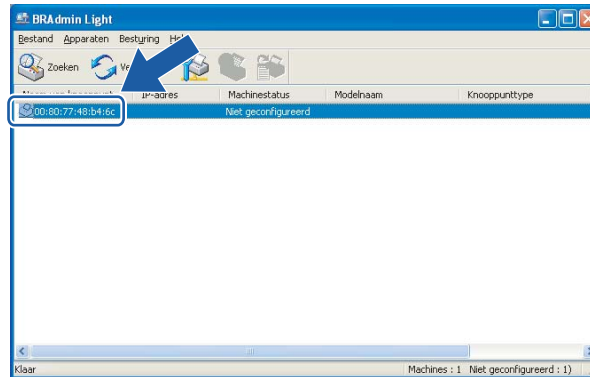 BRAdmin Light
Bestand Apparaten Besturing
Zoeken
IP-adres Machinestatus Modelnaam Knooppunttype
00:80:77:48:b4:6c Niet geconfigureerd
Klaar Machines : 1 Niet geconfigureerd : 1)